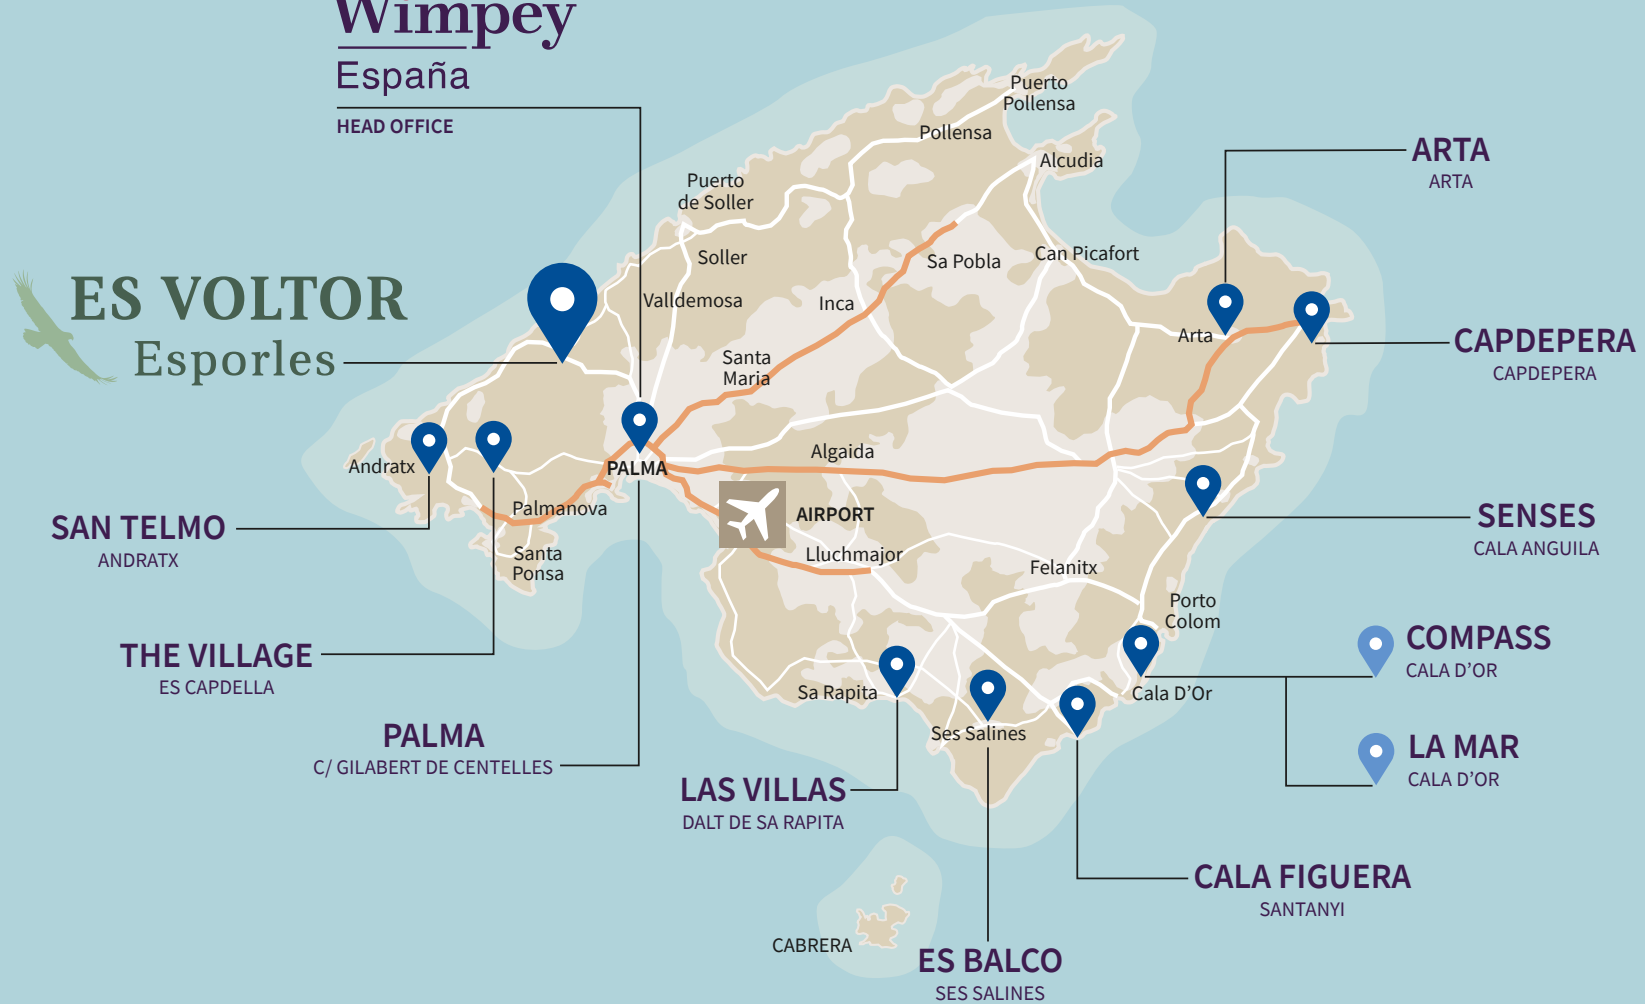 Wimpey
España
HEAD OFFICE
Puerto
Pollensa
Pollensa
Alcudia
ARTA
ARTA
Puerto
de Soller
Soller
Sa Pobla
Can Picafort
ES VOLTOR
Esporles
Valldemosa
Inca
Arta
Santa
Maria
CAPDEPERA
CAPDEPERA
Andratx
PALMA
Algaida
Palmanova
AIRPORT
SAN TELMO
ANDRATX
SENSES
CALA ANGUILA
Santa
Ponsa
Lluchmajor
Felanitx
Porto
Colom
THE VILLAGE
ES CAPDELLA
COMPASS
CALA D'OR
Sa Rapita
Cala D'Or
Ses Salines
PALMA
C/ GILABERT DE CENTELLES
LA MAR
CALA D'OR
LAS VILLAS
DALT DE SA RAPITA
CALA FIGUERA
SANTANYI
CABRERA
ES BALCO
SES SALINES